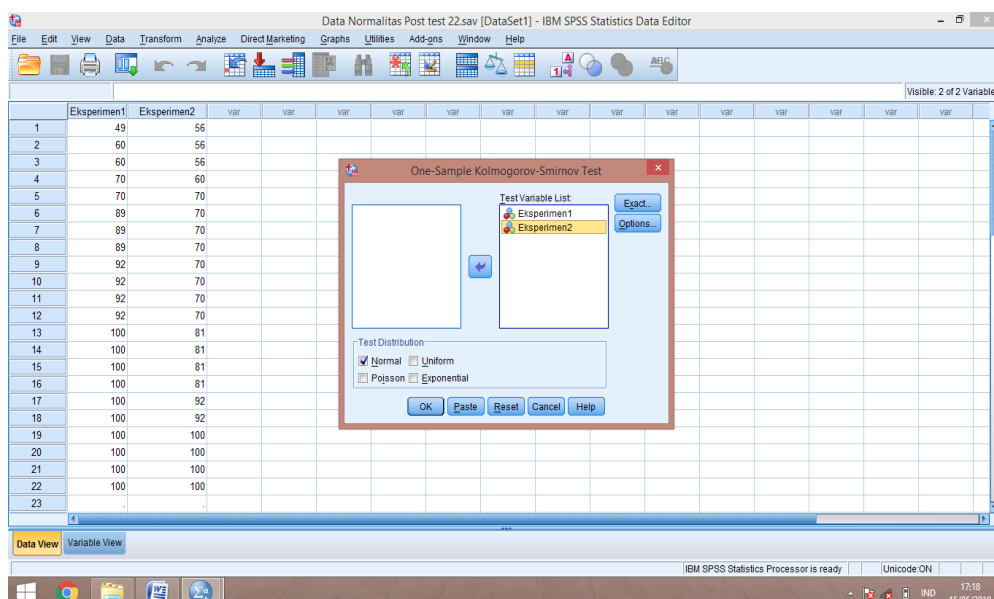 Data Normalitas Post test 22.sav [DataSet1] - IBM SPSS Statistics Data Editor
File Edit View Data Transform Analyze Direct Marketing Graphs Utilities Add-ons Window Help
Visible: 2 of 2 Variable
Eksperimen1 Eksperimen2 var var var var var var var var var var var var var var
1 49 56
2 60 56
3 60 56
4 70 60
5 70 70
6 89 70
7 89 70
8 89 70
9 92 70
10 92 70
11 92 70
12 92 70
13 100 81
14 100 81
15 100 81
16 100 81
17 100 92
18 100 92
19 100 100
20 100 100
21 100 100
22 100 100
23 . .
One-Sample Kolmogorov-Smirnov Test
Test Variable List:
Eksperimen1
Eksperimen2
Exact...
Options...
Test Distribution
Normal Uniform
Poisson Exponential
OK Paste Reset Cancel Help
Data View Variable View
IBM SPSS Statistics Processor is ready Unicode:ON
IND 17:18